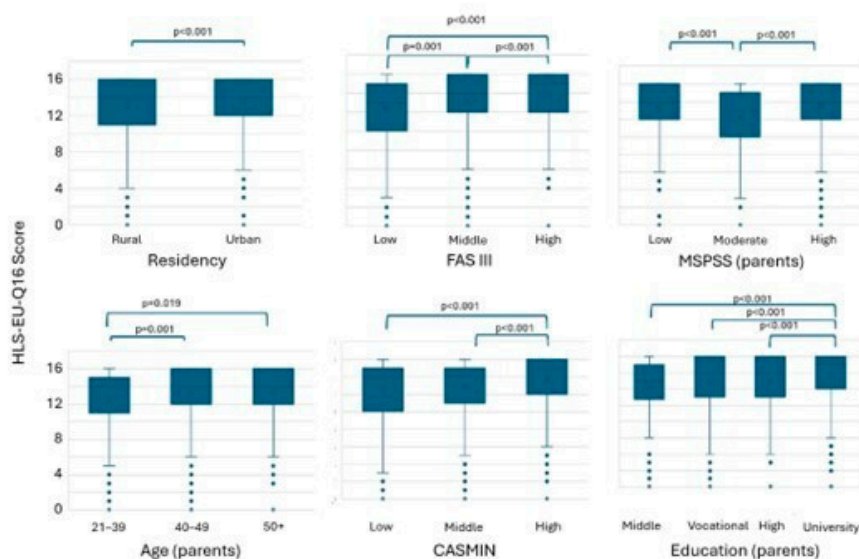 p<0.001
16
12
8
4
0
Rural Urban
Residency
p<0.001
p=0.001 p<0.001
Low Middle High
FAS III
p<0.001 p<0.001
Low Moderate High
MSPSS (parents)
HLS-EU-Q16 Score
p=0.019
p=0.001
16
12
8
4
0
21–39 40–49 50+
Age (parents)
p<0.001
p<0.001
Low Middle High
CASMIN
p<0.001
p<0.001
p<0.001
Middle Vocational High University
Education (parents)